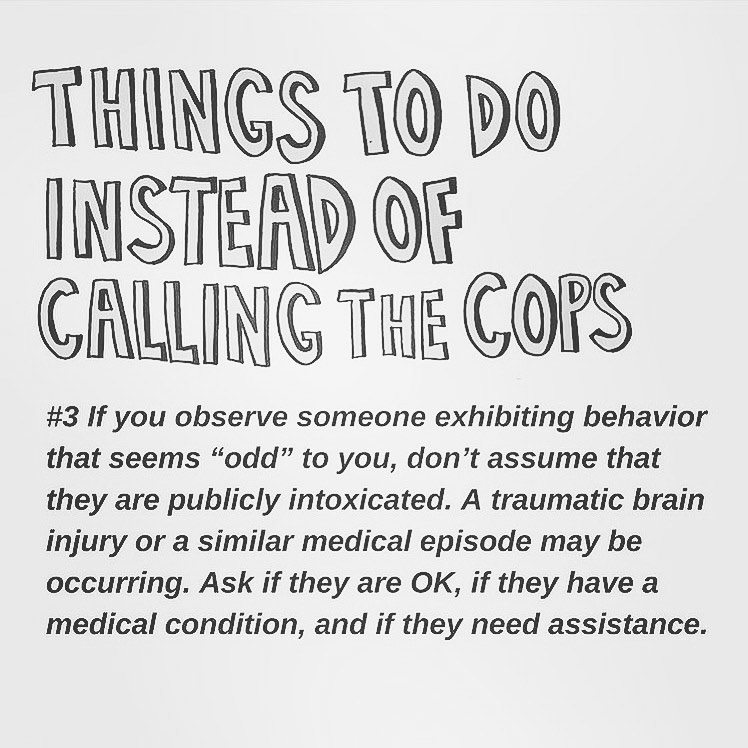 THINGS TO DO
INSTEAD OF
CALLING THE COPS
#3 If you observe someone exhibiting behavior
that seems “odd” to you, don’t assume that
they are publicly intoxicated. A traumatic brain
injury or a similar medical episode may be
occurring. Ask if they are OK, if they have a
medical condition, and if they need assistance.